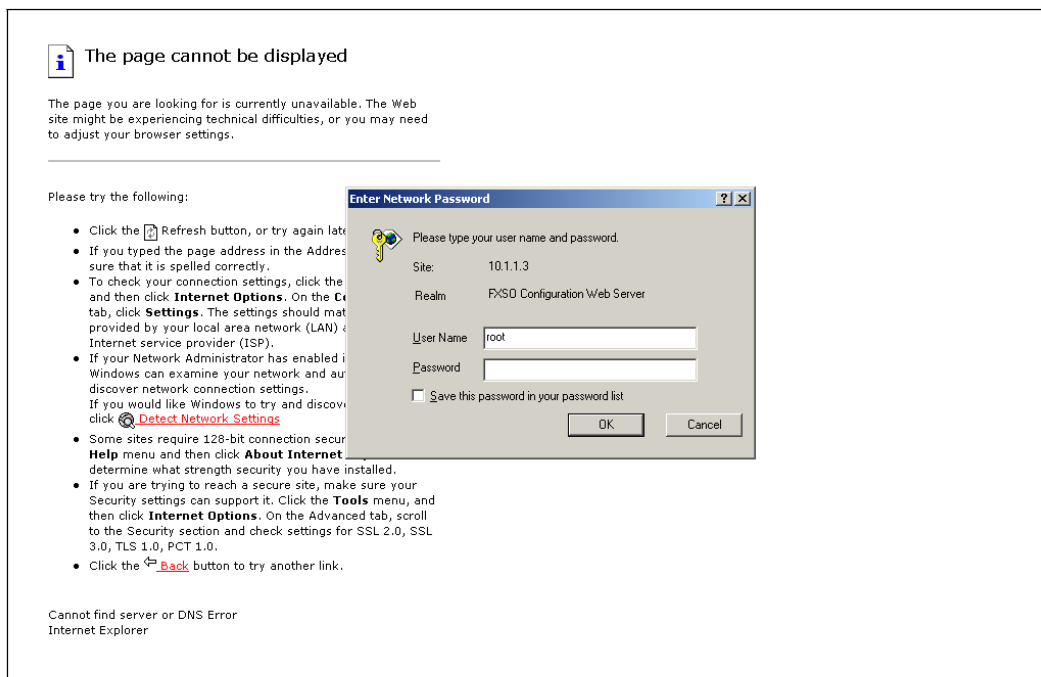 The page cannot be displayed
The page you are looking for is currently unavailable. The Web
site might be experiencing technical difficulties, or you may need
to adjust your browser settings.
Please try the following:
Click the Refresh button, or try again
If you typed the page address in the
sure that it is spelled correctly.
To check your connection settings, click the
and then click Internet Options. On the
tab, click Settings. The settings should
provided by your local area network (LAN)
Internet service provider (ISP).
If your Network Administrator has enabled
Windows can examine your network and
discover network connection settings.
If you would like Windows to try and
click Detect Network Settings
Some sites require 128-bit connection
Help menu and then click About Internet
determine what strength security you have installed.
If you are trying to reach a secure site, make sure your
Security settings can support it. Click the Tools menu, and
then click Internet Options. On the Advanced tab, scroll
to the Security section and check settings for SSL 2.0, SSL
3.0, TLS 1.0, PCT 1.0.
Click the Back button to try another link.
Cannot find server or DNS Error
Internet Explorer
Enter Network Password
Please type your user name and password.
Site: 10.1.1.3
Realm FXSO Configuration Web Server
User Name root
Password
Save this password in your password list
OK Cancel